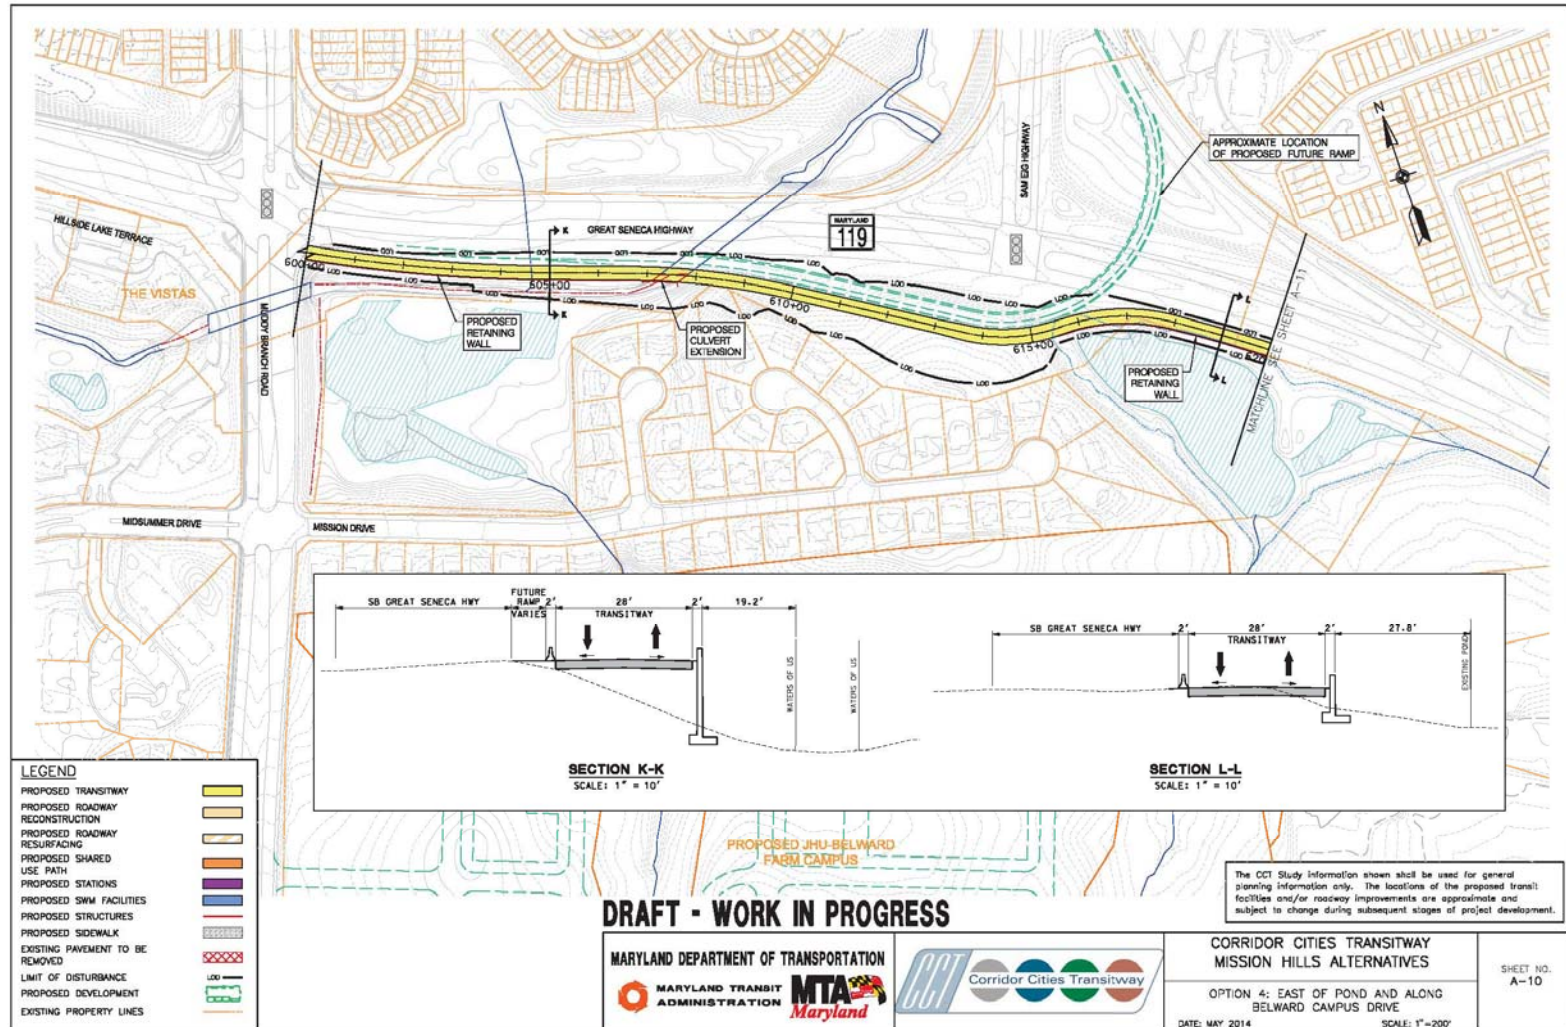 HILLSIDE LAKE TERRACE
THE VISTAS
MUDDY BRANCH ROAD
MIDSUMMER DRIVE
MISSION DRIVE
GREAT SENECA HIGHWAY
MARYLAND
119
SAM EIG HIGHWAY
N
APPROXIMATE LOCATION
OF PROPOSED FUTURE RAMP
K
K
L
L
600+00
605+00
610+00
615+00
620
LOD
PROPOSED
RETAINING
WALL
PROPOSED
CULVERT
EXTENSION
PROPOSED
RETAINING
WALL
MATCHLINE SEE SHEET A-11
SB GREAT SENECA HWY
FUTURE
RAMP
VARIES
2'
28'
TRANSITWAY
2'
19.2'
WATERS OF US
WATERS OF US
SECTION K-K
SCALE: 1" = 10'
SB GREAT SENECA HWY
2'
28'
TRANSITWAY
2'
27.8'
EXISTING POND
SECTION L-L
SCALE: 1" = 10'
PROPOSED JHU-BELWARD
FARM CAMPUS
LEGEND
PROPOSED TRANSITWAY
PROPOSED ROADWAY
RECONSTRUCTION
PROPOSED ROADWAY
RESURFACING
PROPOSED SHARED
USE PATH
PROPOSED STATIONS
PROPOSED SWM FACILITIES
PROPOSED STRUCTURES
PROPOSED SIDEWALK
EXISTING PAVEMENT TO BE
REMOVED
LIMIT OF DISTURBANCE
LOD
PROPOSED DEVELOPMENT
EXISTING PROPERTY LINES
The CCT Study information shown shall be used for general
planning information only. The locations of the proposed transit
facilities and/or roadway improvements are approximate and
subject to change during subsequent stages of project development.
DRAFT - WORK IN PROGRESS
MARYLAND DEPARTMENT OF TRANSPORTATION
MARYLAND TRANSIT
ADMINISTRATION
MTA
Maryland
CCT
Corridor Cities Transitway
CORRIDOR CITIES TRANSITWAY
MISSION HILLS ALTERNATIVES
OPTION 4: EAST OF POND AND ALONG
BELWARD CAMPUS DRIVE
DATE: MAY 2014
SCALE: 1"=200'
SHEET NO.
A-10